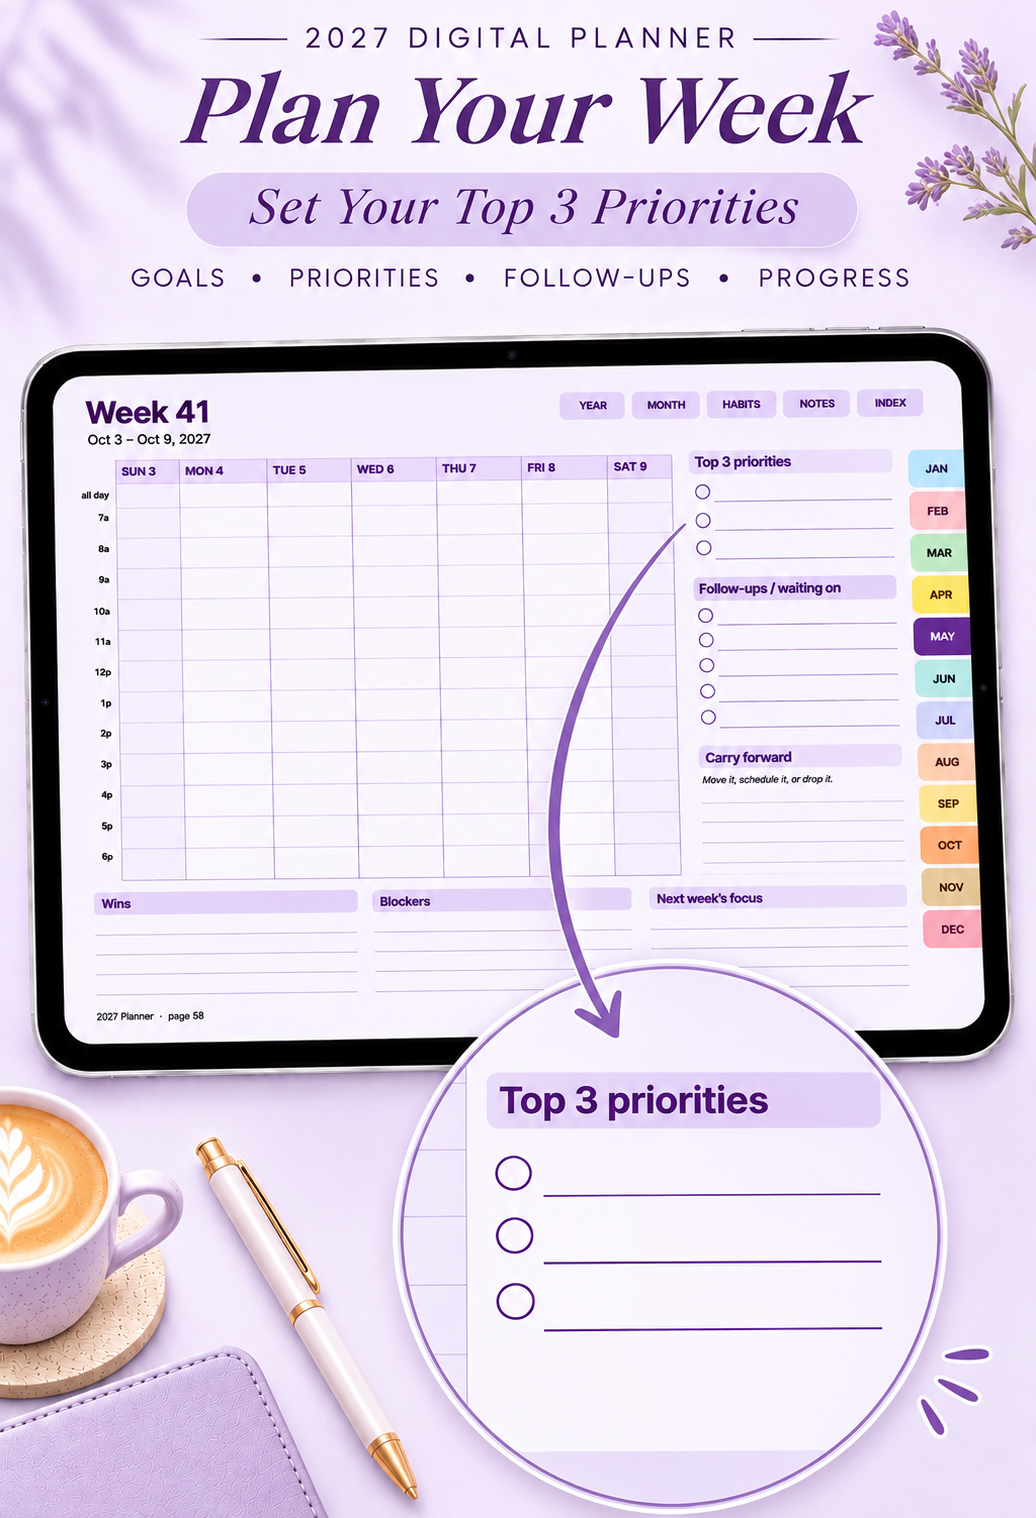 2027 DIGITAL PLANNER
Plan Your Week
Set Your Top 3 Priorities
GOALS • PRIORITIES • FOLLOW-UPS • PROGRESS
Week 41
Oct 3 – Oct 9, 2027
YEAR MONTH HABITS NOTES INDEX
SUN 3 MON 4 TUE 5 WED 6 THU 7 FRI 8 SAT 9
all day
7a
8a
9a
10a
11a
12p
1p
2p
3p
4p
5p
6p
Top 3 priorities
Follow-ups / waiting on
Carry forward
Move it, schedule it, or drop it.
JAN
FEB
MAR
APR
MAY
JUN
JUL
AUG
SEP
OCT
NOV
DEC
Wins
Blockers
Next week's focus
2027 Planner · page 58
Top 3 priorities